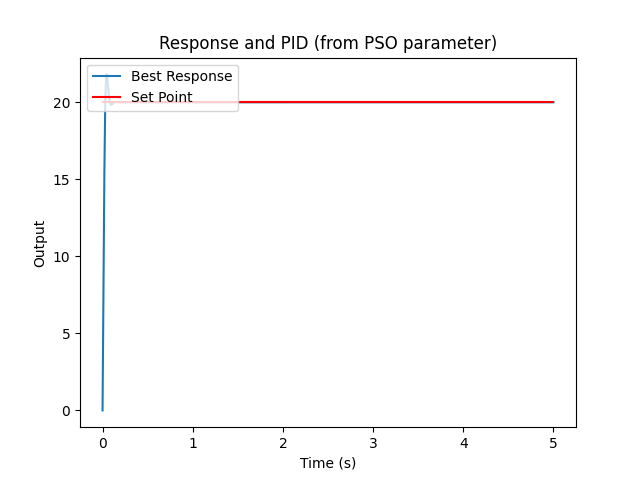 Response and PID (from PSO parameter)
Best Response
Set Point
20
15
10
5
0
Output
0 1 2 3 4 5
Time (s)